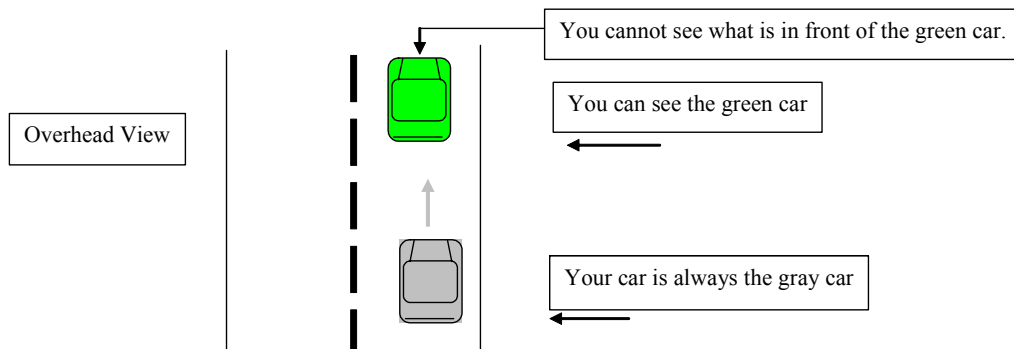 You cannot see what is in front of the green car.
You can see the green car
Overhead View
Your car is always the gray car